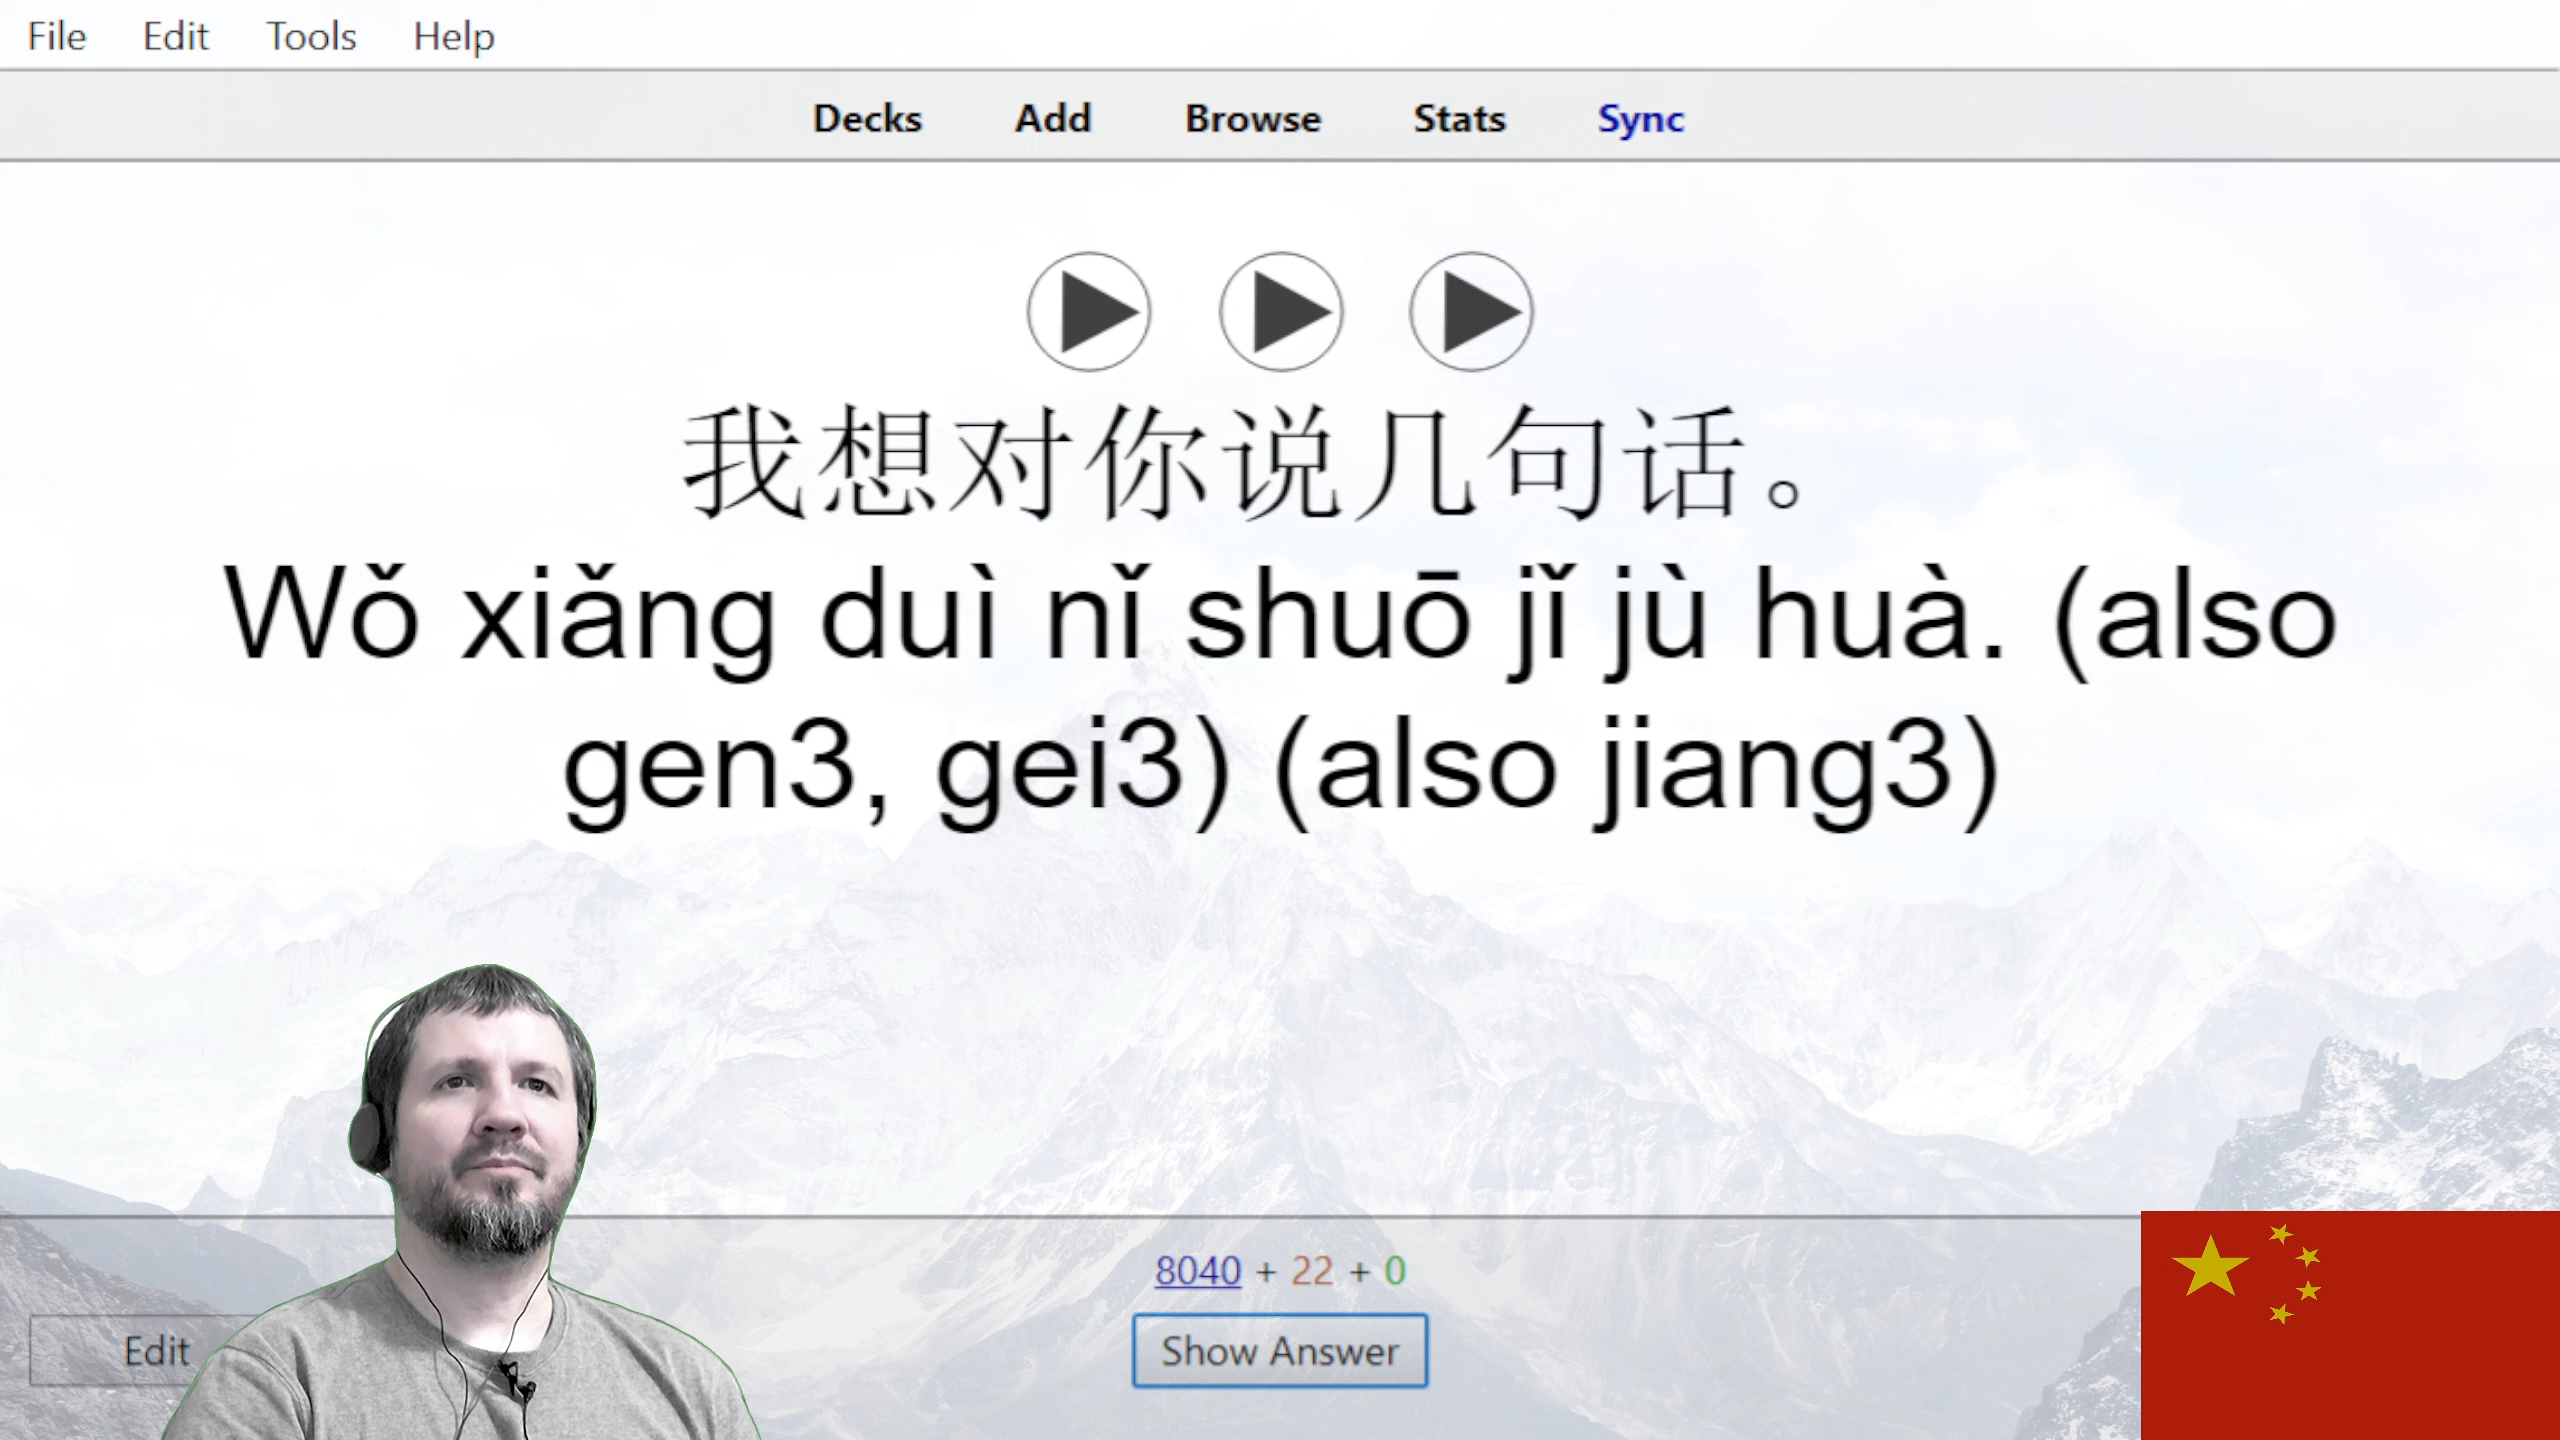 File Edit Tools Help
Decks Add Browse Stats Sync
我想对你说几句话。
Wǒ xiǎng duì nǐ shuō jǐ jù huà. (also
gen3, gei3) (also jiang3)
8040 + 22 + 0
Edit Show Answer